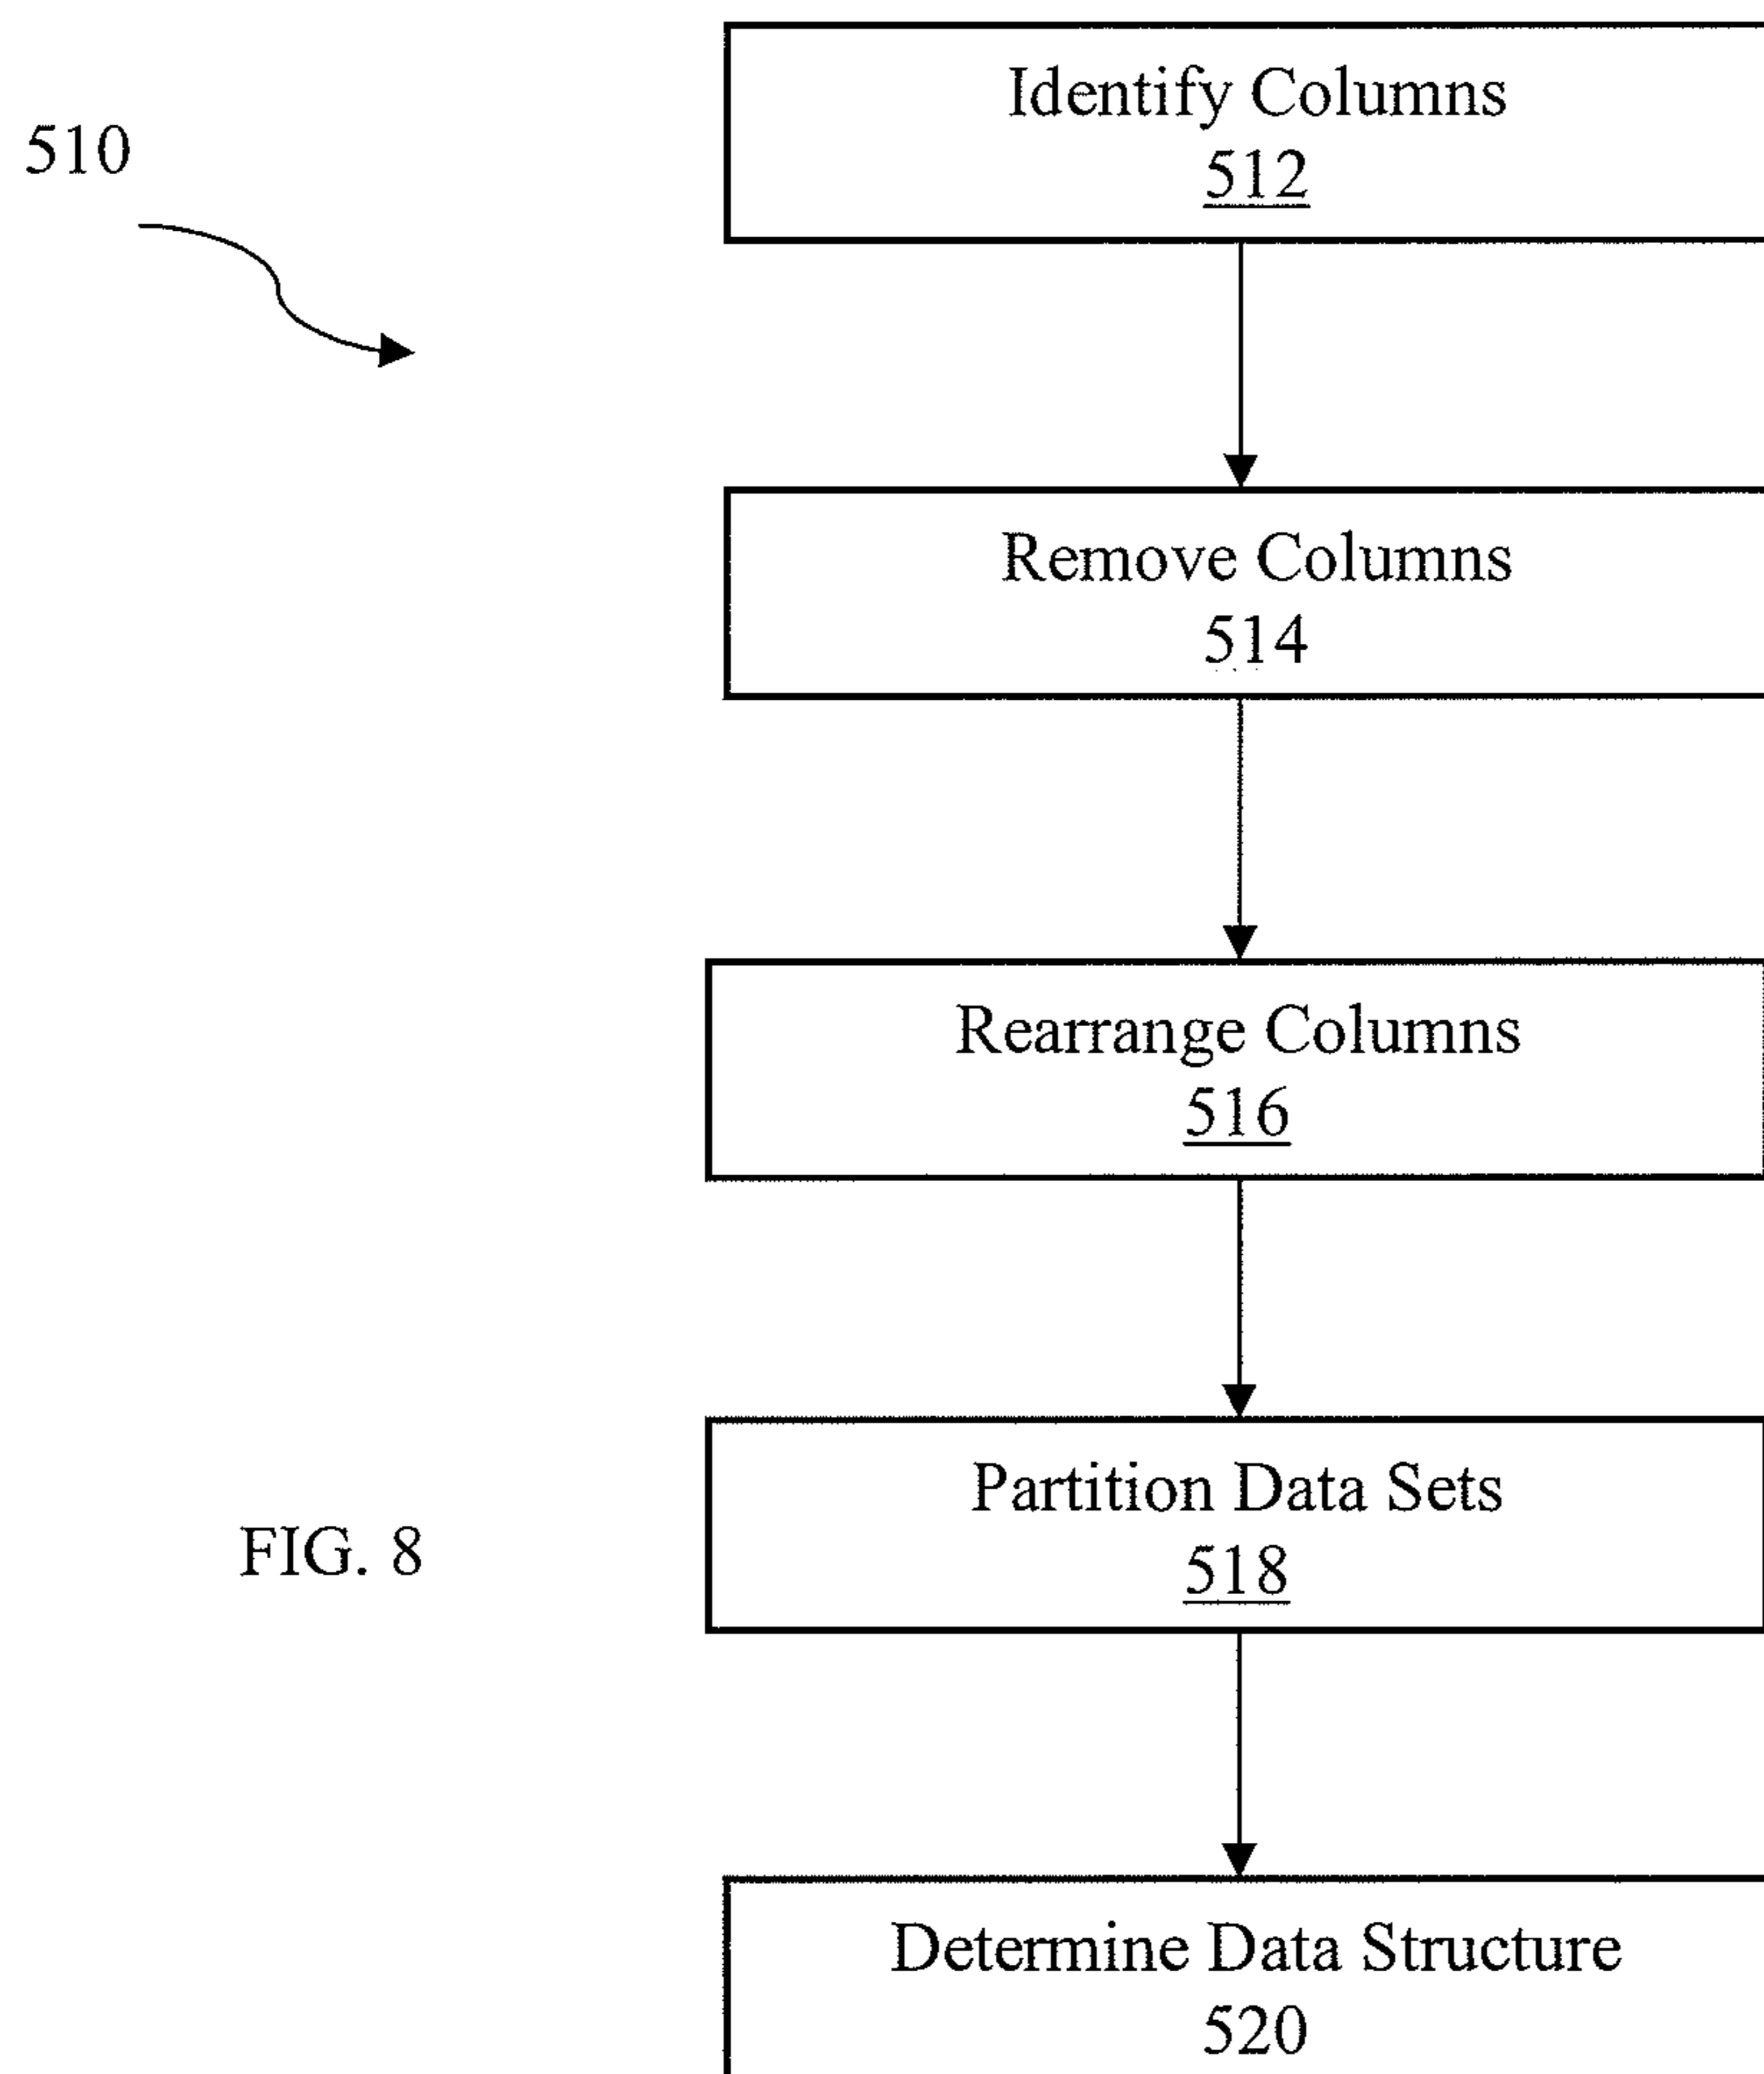 Identify Columns
512
510
Remove Columns
514
Rearrange Columns
516
Partition Data Sets
518
FIG. 8
Determine Data Structure
520